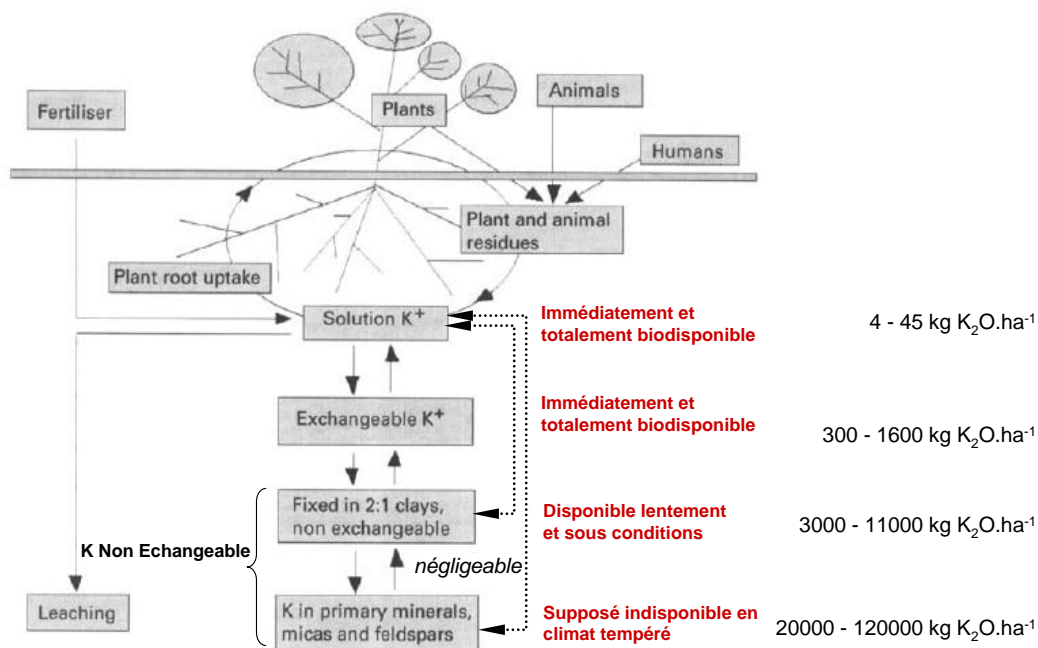 Fertiliser
Plants
Animals
Humans
Plant and animal
residues
Plant root uptake
Solution K⁺
Immédiatement et
totalement biodisponible
4 - 45 kg K₂O.ha⁻¹
Exchangeable K⁺
Immédiatement et
totalement biodisponible
300 - 1600 kg K₂O.ha⁻¹
K Non Echangeable
Fixed in 2:1 clays,
non exchangeable
Disponible lentement
et sous conditions
3000 - 11000 kg K₂O.ha⁻¹
négligeable
Leaching
K in primary minerals,
micas and feldspars
Supposé indisponible en
climat tempéré
20000 - 120000 kg K₂O.ha⁻¹